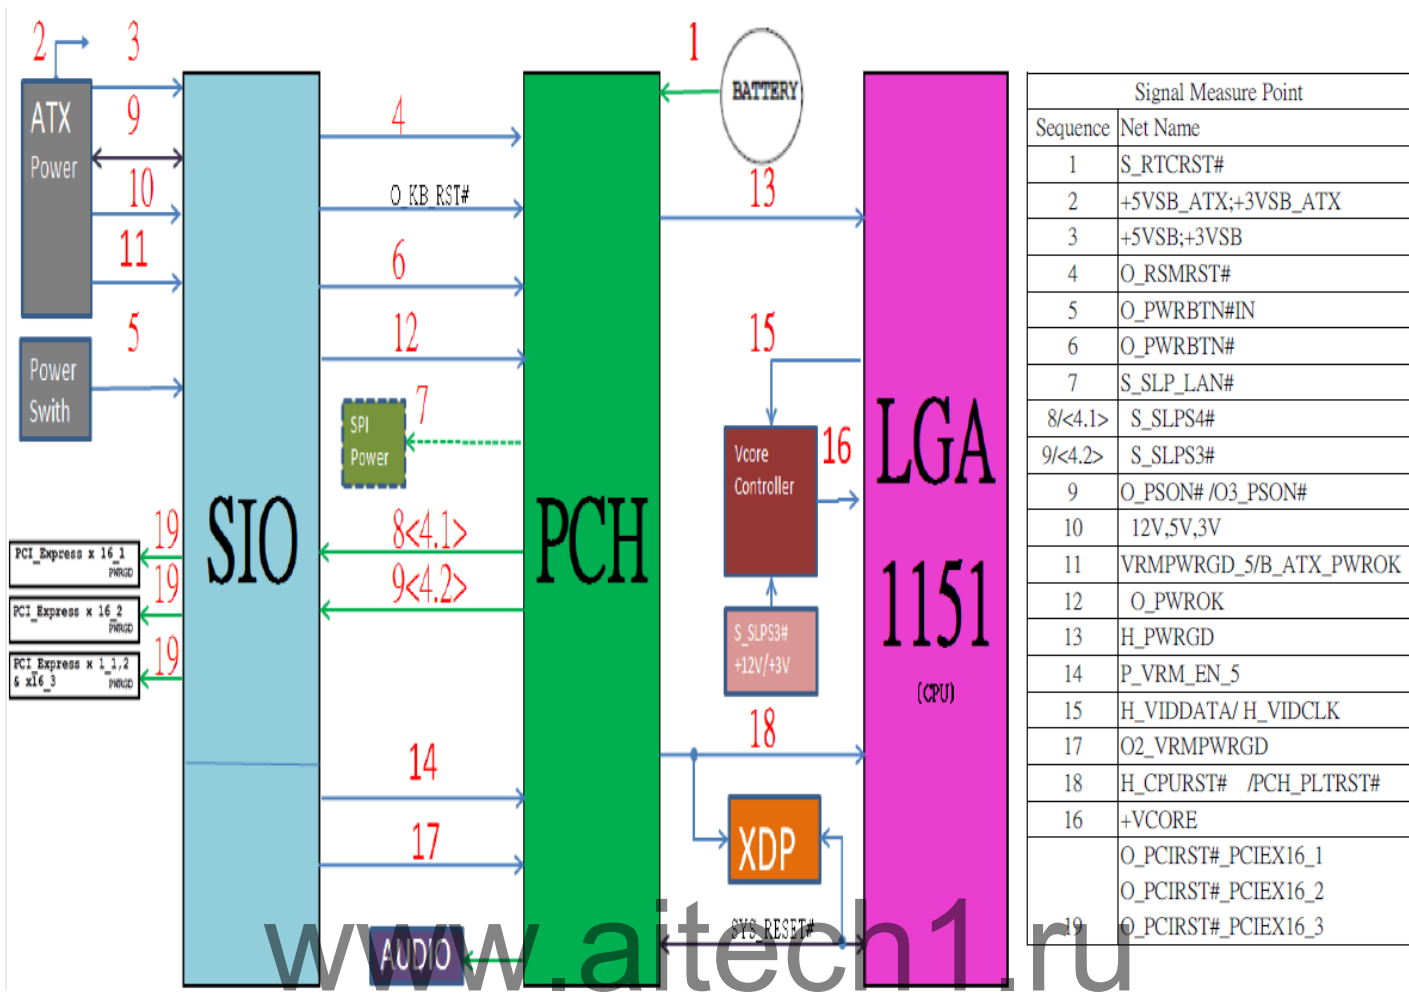 2
3
ATX
Power
9
10
11
5
Power
Swith
PCI_Express x 16_1
PWRGD
19
PCI_Express x 16_2
PWRGD
19
PCI_Express x 1_1,2
& x16_3
PWRGD
19
SIO
4
O_KB_RST#
6
12
7
SPI
Power
8<4.1>
9<4.2>
14
17
AUDIO
PCH
1
BATTERY
13
15
16
Vcore
Controller
S_SLPS3#
+12V/+3V
18
XDP
SYS_RESET#
LGA
1151
(CPU)
Signal Measure Point
Sequence Net Name
1 S_RTCRST#
2 +5VSB_ATX;+3VSB_ATX
3 +5VSB;+3VSB
4 O_RSMRST#
5 O_PWRBTN#IN
6 O_PWRBTN#
7 S_SLP_LAN#
8/<4.1> S_SLPS4#
9/<4.2> S_SLPS3#
9 O_PSON# /O3_PSON#
10 12V,5V,3V
11 VRMPWRGD_5/B_ATX_PWROK
12 O_PWROK
13 H_PWRGD
14 P_VRM_EN_5
15 H_VIDDATA/ H_VIDCLK
17 O2_VRMPWRGD
18 H_CPURST# /PCH_PLTRST#
16 +VCORE
O_PCIRST#_PCIEX16_1
O_PCIRST#_PCIEX16_2
19 O_PCIRST#_PCIEX16_3
www.aitech1.ru